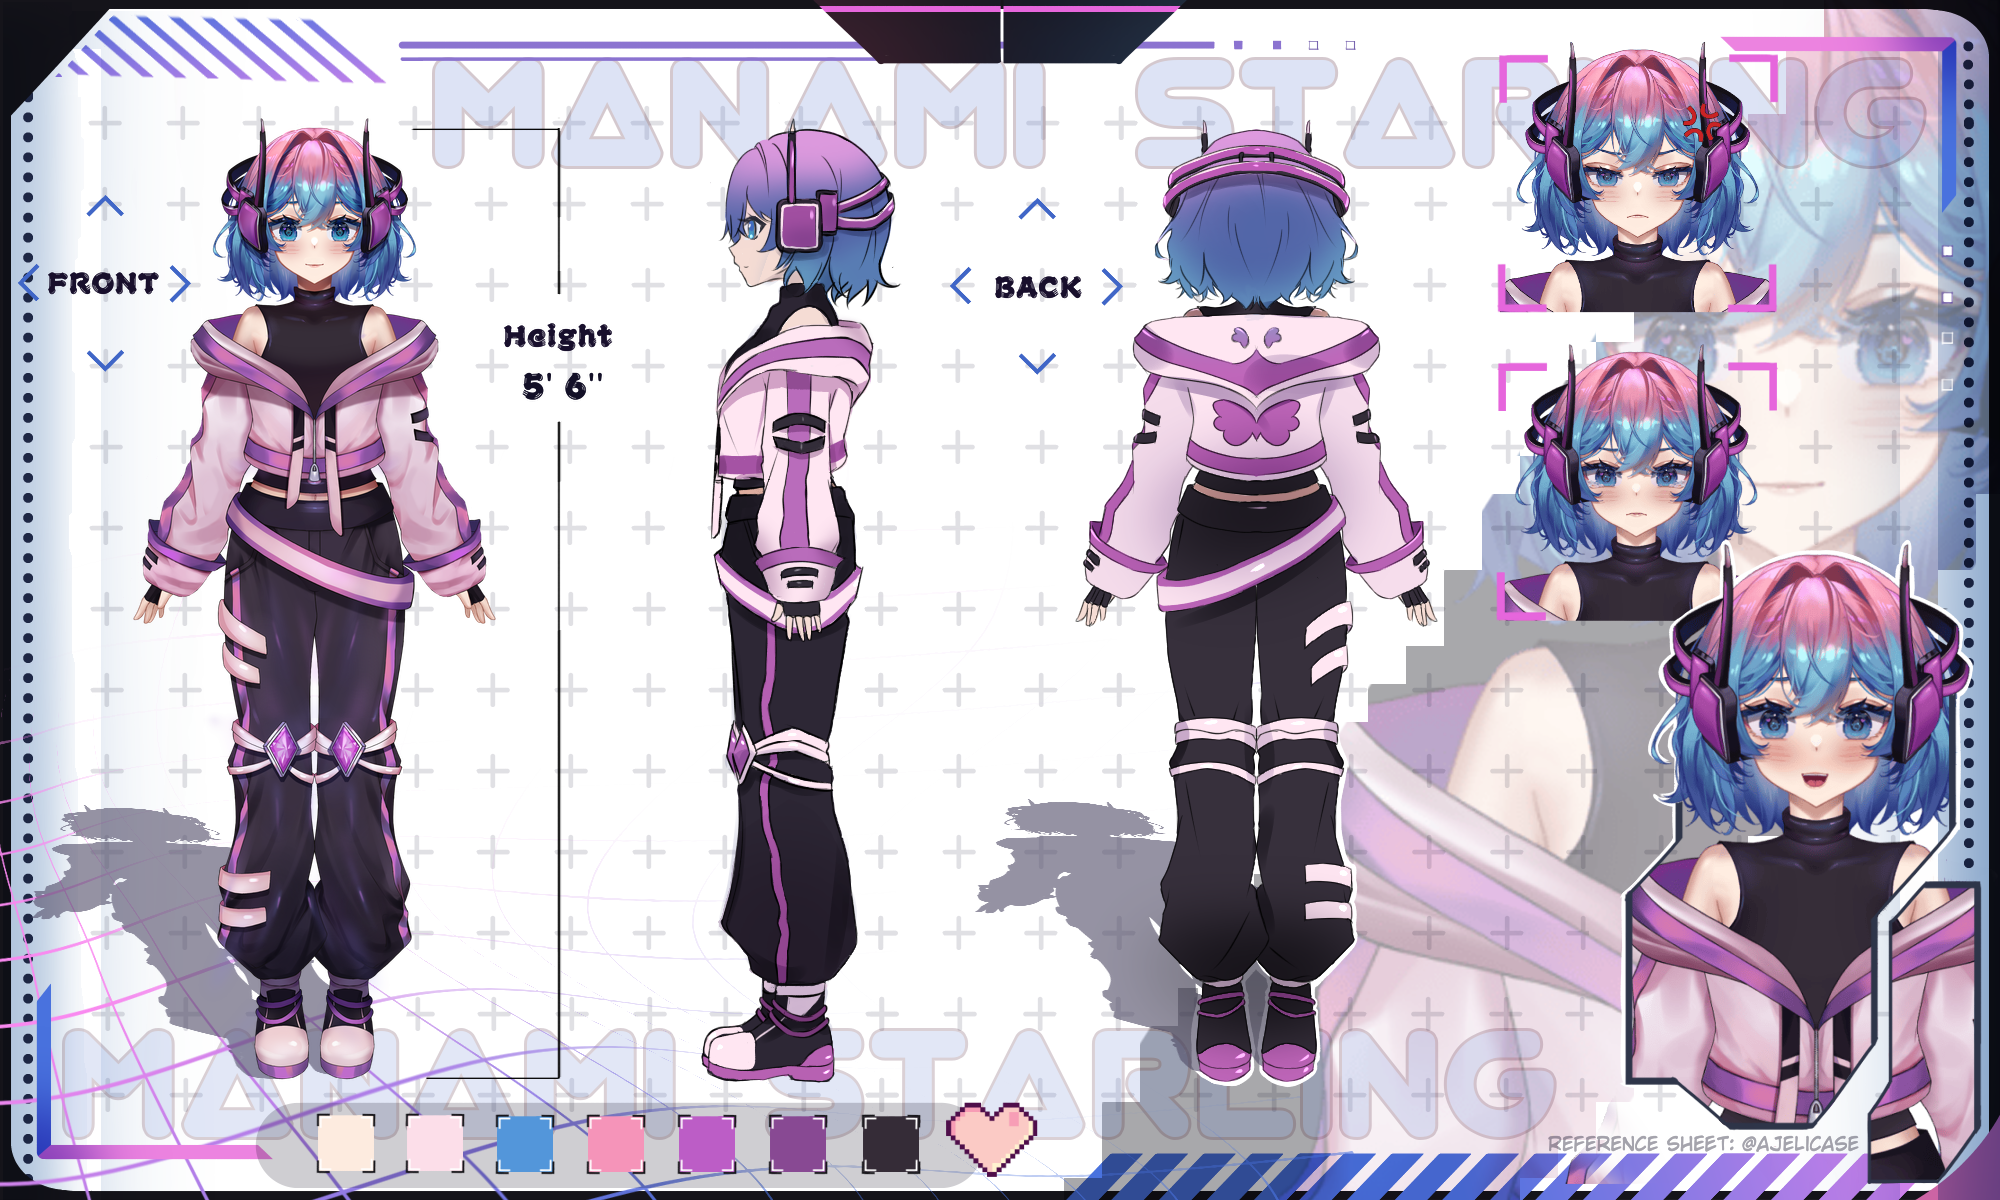 MANAMI STARLING
FRONT
Height
5' 6"
BACK
MANAMI STARLING
REFERENCE SHEET: @AJELICASE